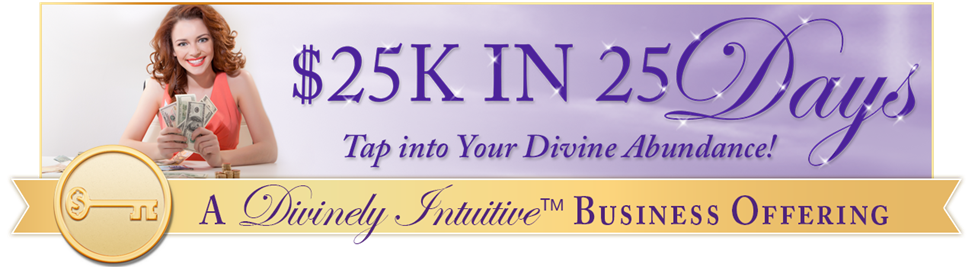 $25K IN 25 Days
Tap into Your Divine Abundance!
$
A Divinely Intuitive™ Business Offering